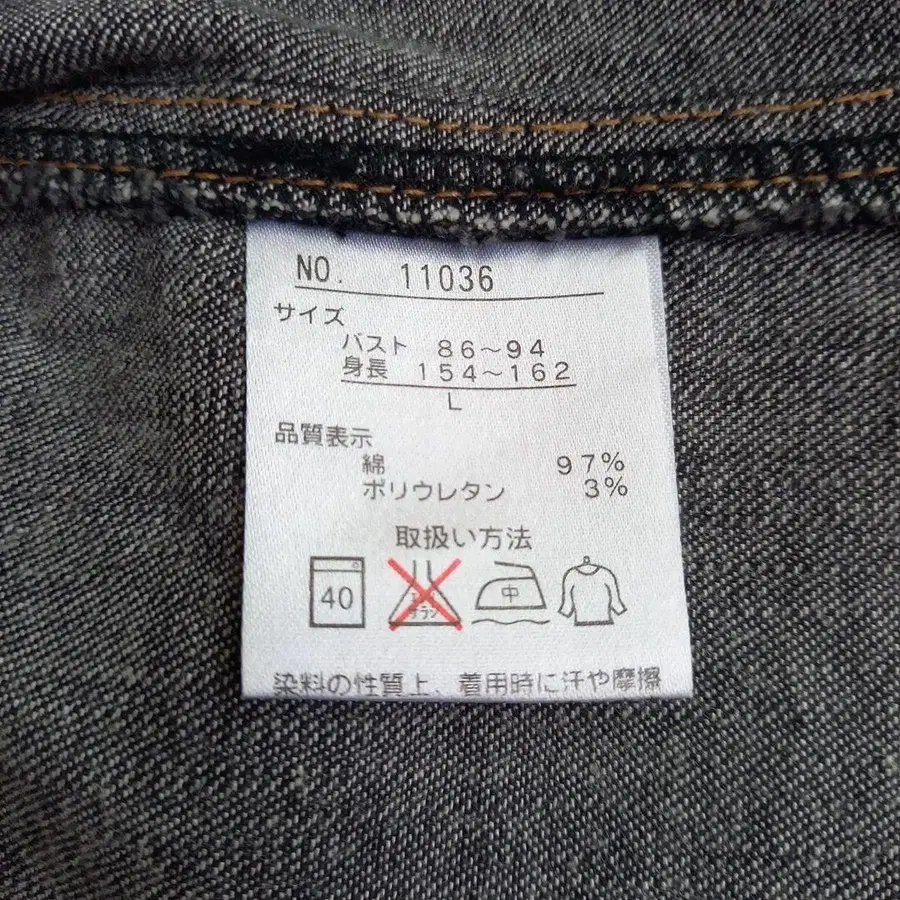 NO. 11036
サイズ
バスト 86～94
身長 154～162
L
品質表示
綿 97%
ポリウレタン 3%
取扱い方法
40 中
染料の性質上、着用時に汗や摩擦